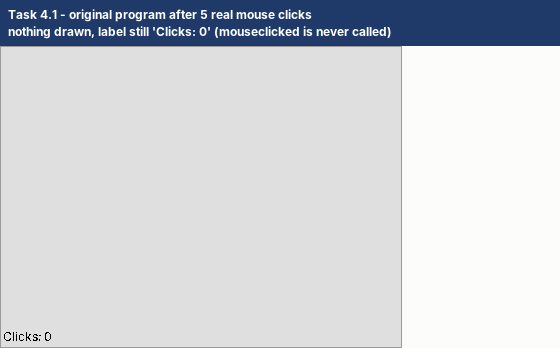 Task 4.1 - original program after 5 real mouse clicks
nothing drawn, label still 'Clicks: 0' (mouseclicked is never called)
Clicks: 0